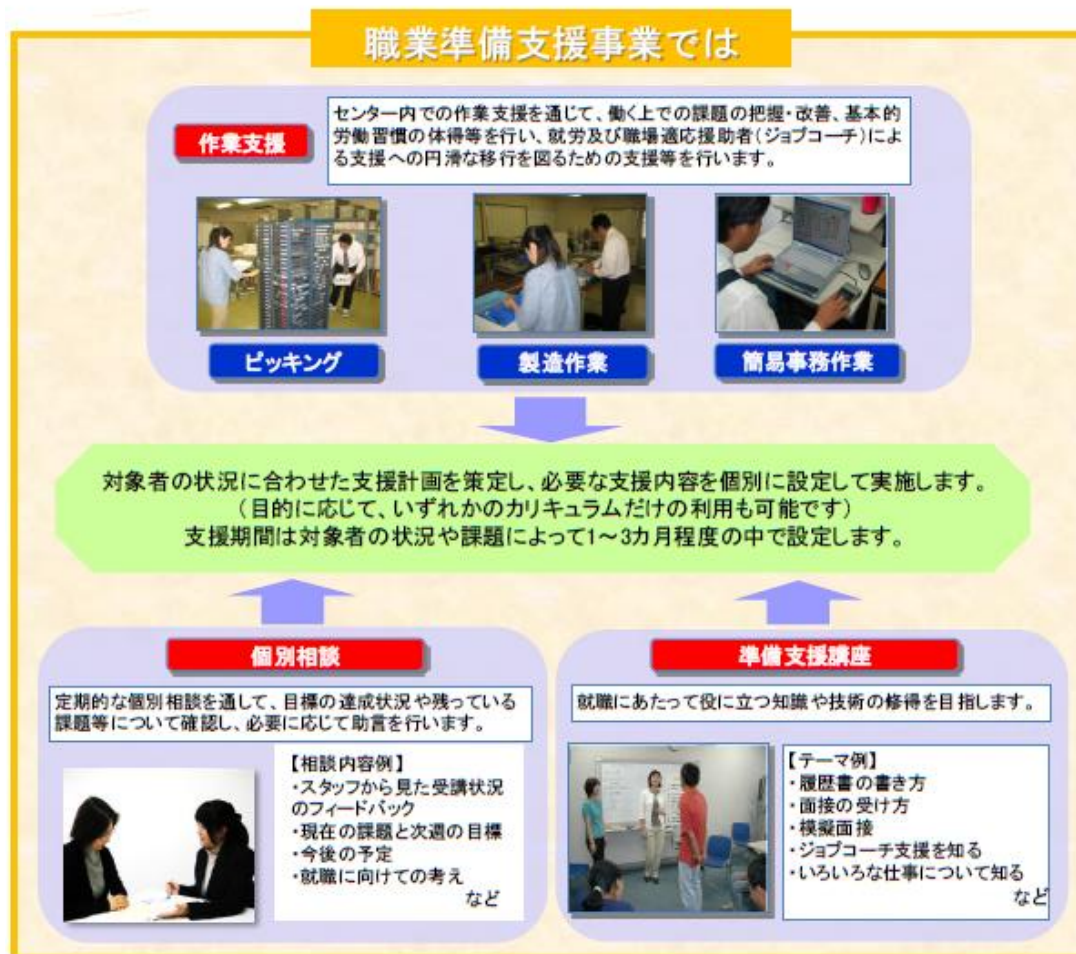 職業準備支援事業では
作業支援
センター内での作業支援を通じて、働く上での課題の把握・改善、基本的
労働習慣の体得等を行い、就労及び職場適応援助者(ジョブコーチ)によ
る支援への円滑な移行を図るための支援等を行います。
ピッキング
製造作業
簡易事務作業
対象者の状況に合わせた支援計画を策定し、必要な支援内容を個別に設定して実施します。
(目的に応じて、いずれかのカリキュラムだけの利用も可能です)
支援期間は対象者の状況や課題によって1~3カ月程度の中で設定します。
個別相談
定期的な個別相談を通して、目標の達成状況や残っている
課題等について確認し、必要に応じて助言を行います。
【相談内容例】
・スタッフから見た受講状況
のフィードバック
・現在の課題と次週の目標
・今後の予定
・就職に向けての考え
など
準備支援講座
就職にあたって役に立つ知識や技術の修得を目指します。
【テーマ例】
・履歴書の書き方
・面接の受け方
・模擬面接
・ジョブコーチ支援を知る
・いろいろな仕事について知る
など